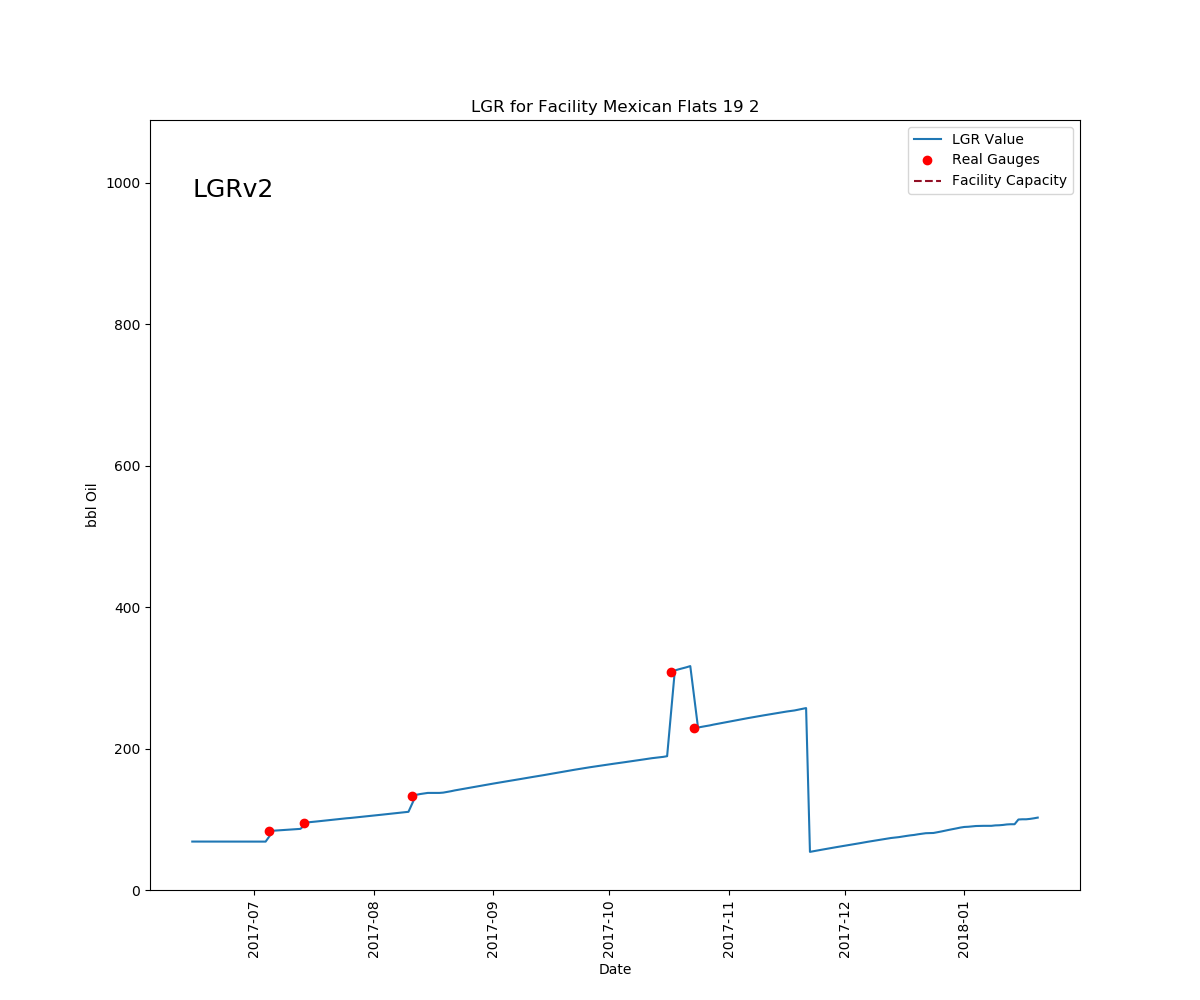 LGR for Facility Mexican Flats 19 2
LGR Value
Real Gauges
Facility Capacity
LGRv2
1000
800
600
400
200
0
bbl Oil
2017-07
2017-08
2017-09
2017-10
2017-11
2017-12
2018-01
Date